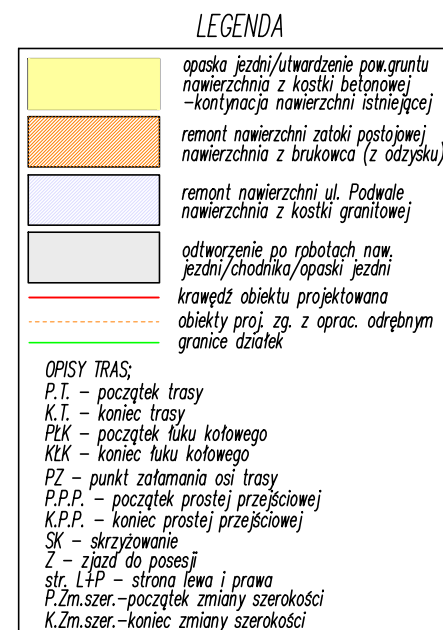 LEGENDA
opaska jezdni/utwardzenie pow.gruntu
nawierzchnia z kostki betonowej
-kontynacja nawierzchni istniejącej
remont nawierzchni zatoki postojowej
nawierzchnia z brukowca (z odzysku)
remont nawierzchni ul. Podwale
nawierzchnia z kostki granitowej
odtworzenie po robotach naw.
jezdni/chodnika/opaski jezdni
krawędź obiektu projektowana
obiekty proj. zg. z oprac. odrębnym
granice działek
OPISY TRAS;
P.T. – początek trasy
K.T. – koniec trasy
PŁK – początek łuku kołowego
KŁK – koniec łuku kołowego
PZ – punkt załamania osi trasy
P.P.P. – początek prostej przejściowej
K.P.P. – koniec prostej przejściowej
SK – skrzyżowanie
Z – zjazd do posesji
str. L+P – strona lewa i prawa
P.Zm.szer.–początek zmiany szerokości
K.Zm.szer.–koniec zmiany szerokości